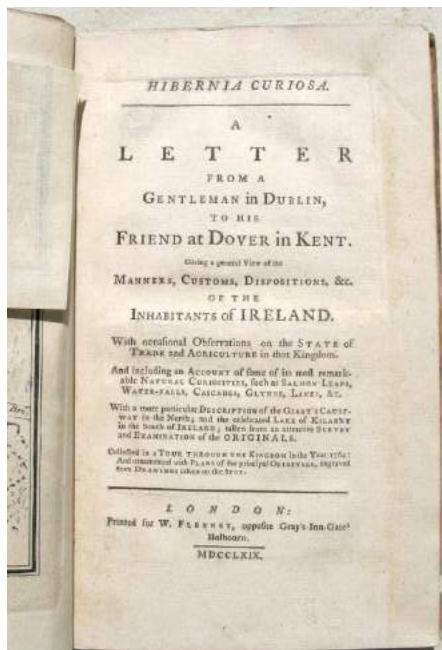 HIBERNIA CURIOSA.
A
LETTER
FROM A
GENTLEMAN in DUBLIN,
TO HIS
FRIEND at DOVER in KENT.
Giving a general View of the
MANNERS, CUSTOMS, DISPOSITIONS, &c.
OF THE
INHABITANTS of IRELAND.
With occasional Observations on the STATE of
TRADE and AGRICULTURE in that Kingdom.
And including an ACCOUNT of some of its most remark-
able NATURAL CURIOSITIES, such as SALMON LEAPS,
WATER-FALLS, CASCADES, GLYNNS, LAKES, &c.
With a more particular DESCRIPTION of the GIANT'S CAUSE-
WAY in the North; and the celebrated LAKE of KILARNY
in the South of IRELAND; taken from an attentive SURVEY
and EXAMINATION of the ORIGINALS.
Collected in a TOUR THROUGH THE KINGDOM in the Year 1764:
And ornamented with PLANS of the principal ORIGINALS, engraved
from DRAWINGS taken on the SPOT.
LONDON:
Printed for W. FLEXNEY, opposite Gray's-Inn-Gate
Holbourn.
MDCCLXIX.